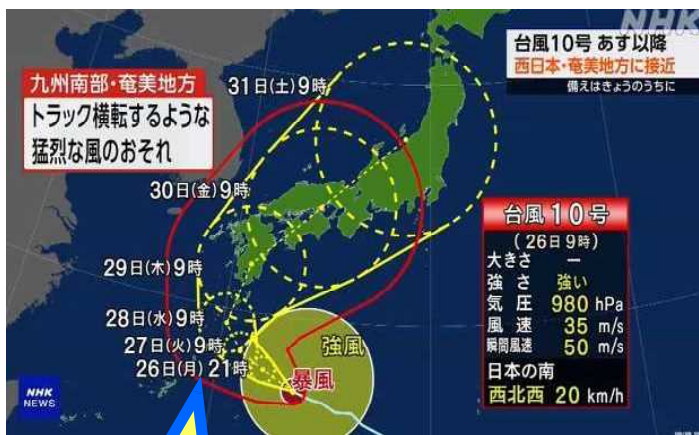 NHK
台風10号 あす以降
西日本・奄美地方に接近
備えはきょうのうちに
九州南部・奄美地方
トラック横転するような
猛烈な風のおそれ
31日(土)9時
30日(金)9時
29日(木)9時
28日(水)9時
27日(火)9時
26日(月)21時
強風
暴風
台風10号
(26日9時)
大きさ ー
強さ 強い
気圧 980 hPa
風速 35 m/s
瞬間風速 50 m/s
日本の南
西北西 20 km/h
NHK
NEWS